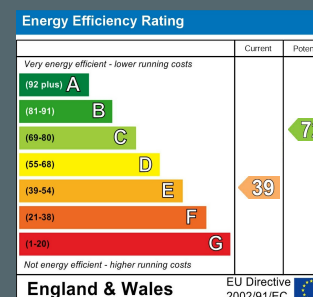 Energy Efficiency Rating
Current
Very energy efficient - lower running costs
(92 plus) A
(81-91) B
(69-80) C
(55-68) D
(39-54) E
39
(21-38) F
(1-20) G
Not energy efficient - higher running costs
England & Wales
EU Directive
2002/91/EC